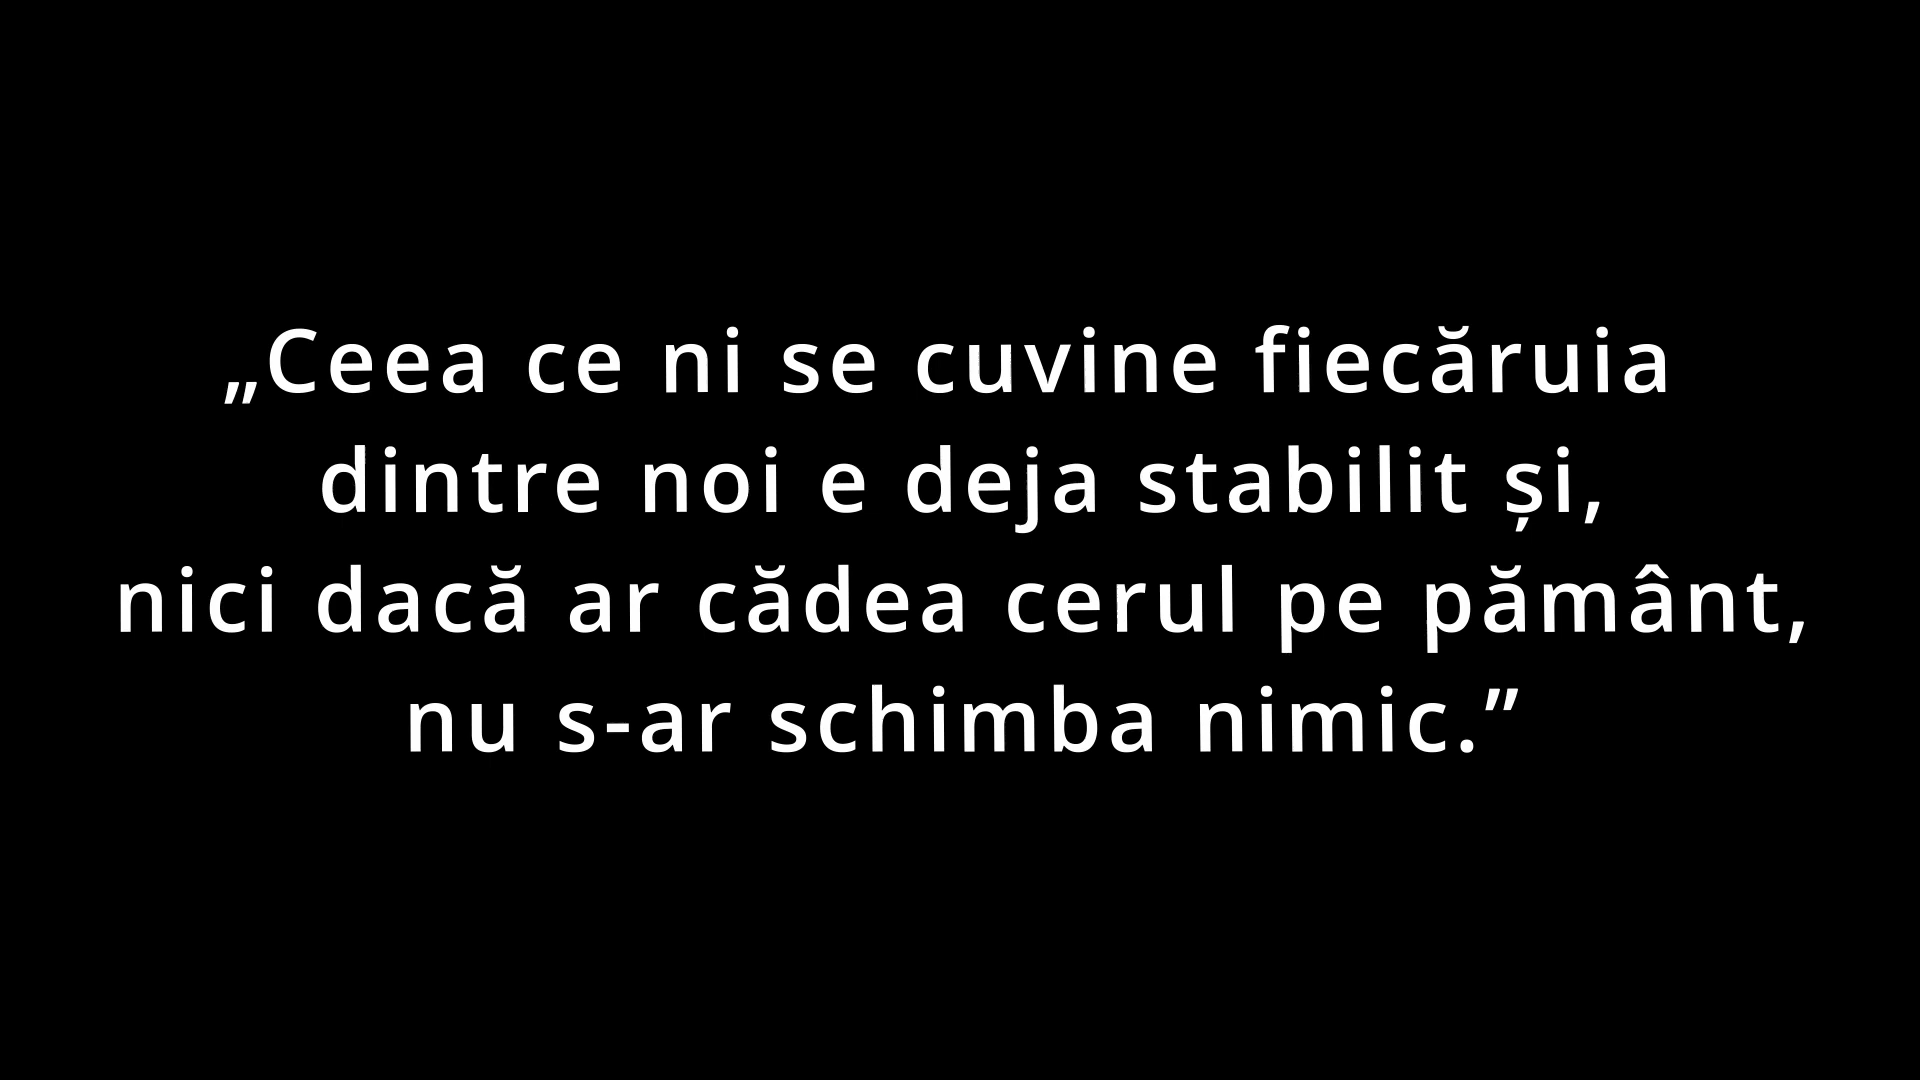 „Ceea ce ni se cuvine fiecăruia
dintre noi e deja stabilit și,
nici dacă ar cădea cerul pe pământ,
nu s-ar schimba nimic.”